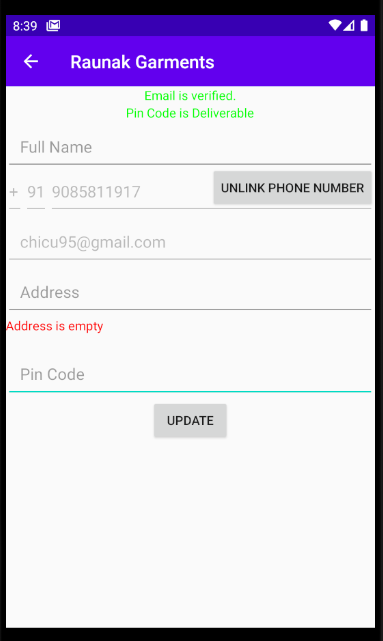 8:39
Raunak Garments
Email is verified.
Pin Code is Deliverable
Full Name
+ 91 9085811917 UNLINK PHONE NUMBER
chicu95@gmail.com
Address
Address is empty
Pin Code
UPDATE